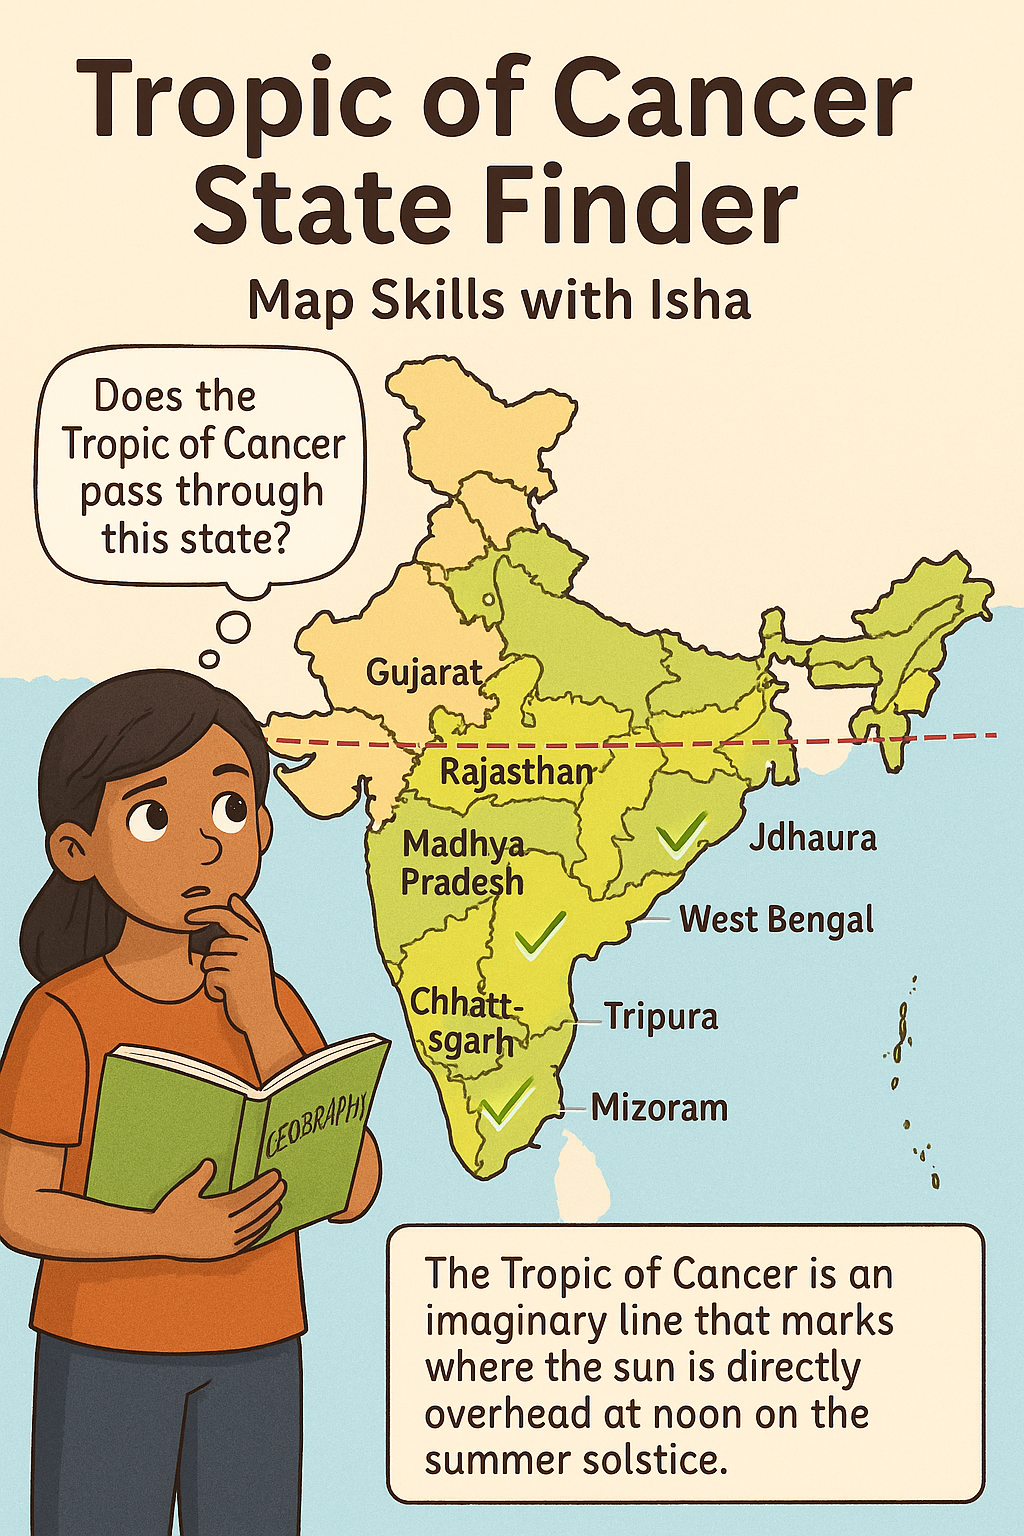 Tropic of Cancer
State Finder
Map Skills with Isha
Does the
Tropic of Cancer
pass through
this state?
Gujarat
Rajasthan
Madhya
Pradesh
Jdhaura
West Bengal
Chhatt-
sgarh
Tripura
Mizoram
GEOBRAPHY
The Tropic of Cancer is an
imaginary line that marks
where the sun is directly
overhead at noon on the
summer solstice.